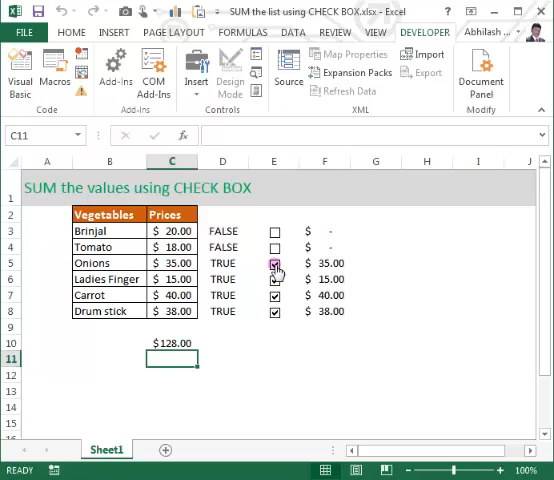 SUM the list using CHECK BOX.xlsx - Excel
FILE HOME INSERT PAGE LAYOUT FORMULAS DATA REVIEW VIEW DEVELOPER Abhilash ...
Visual Basic
Macros
Code
Add-Ins
COM Add-Ins
Add-Ins
Insert
Design Mode
Controls
Source
Map Properties
Expansion Packs
Refresh Data
Import
Export
XML
Document Panel
Modify
C11
fx
A B C D E F G H I J
1 SUM the values using CHECK BOX
2 Vegetables Prices
3 Brinjal $ 20.00 FALSE $ -
4 Tomato $ 18.00 FALSE $ -
5 Onions $ 35.00 TRUE $ 35.00
6 Ladies Finger $ 15.00 TRUE $ 15.00
7 Carrot $ 40.00 TRUE $ 40.00
8 Drum stick $ 38.00 TRUE $ 38.00
9
10 $128.00
11
12
13
14
15
Sheet1
READY 100%